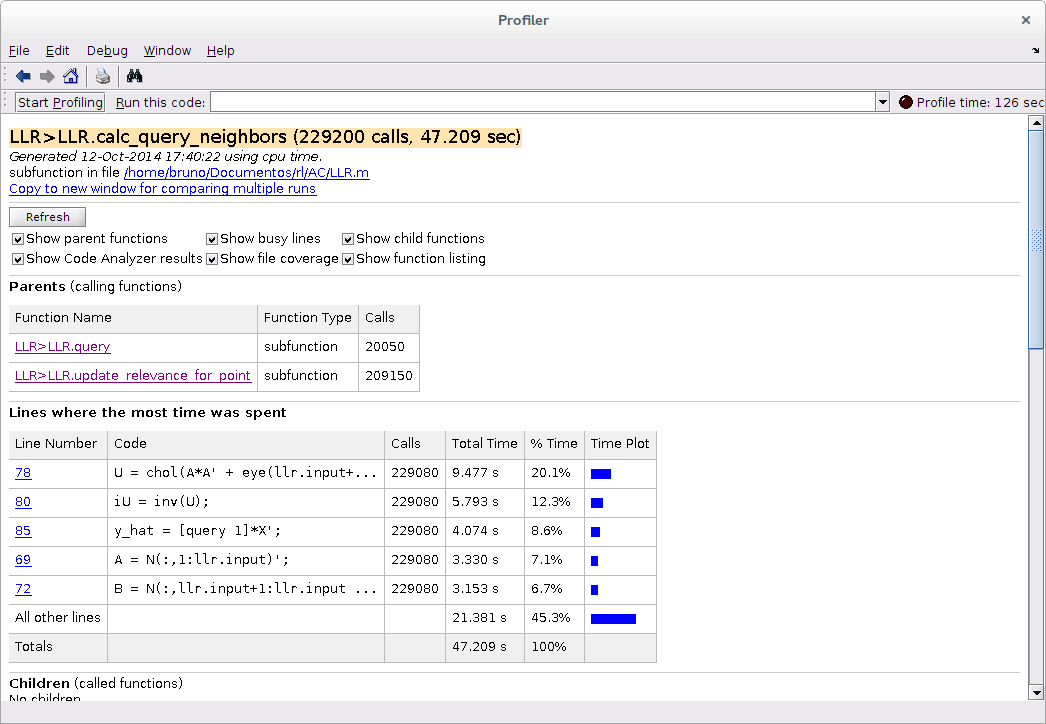 Profiler
File Edit Debug Window Help
Start Profiling Run this code: Profile time: 126 sec
LLR>LLR.calc_query_neighbors (229200 calls, 47.209 sec)
Generated 12-Oct-2014 17:40:22 using cpu time.
subfunction in file /home/bruno/Documentos/rl/AC/LLR.m
Copy to new window for comparing multiple runs
Refresh
Show parent functions Show busy lines Show child functions
Show Code Analyzer results Show file coverage Show function listing
Parents (calling functions)
Function Name Function Type Calls
LLR>LLR.query subfunction 20050
LLR>LLR.update_relevance_for_point subfunction 209150
Lines where the most time was spent
Line Number Code Calls Total Time % Time Time Plot
78 U = chol(A*A' + eye(llr.input+... 229080 9.477 s 20.1%
80 iU = inv(U); 229080 5.793 s 12.3%
85 y_hat = [query 1]*X'; 229080 4.074 s 8.6%
69 A = N(:,1:llr.input)'; 229080 3.330 s 7.1%
72 B = N(:,llr.input+1:llr.input ... 229080 3.153 s 6.7%
All other lines 21.381 s 45.3%
Totals 47.209 s 100%
Children (called functions)
No children